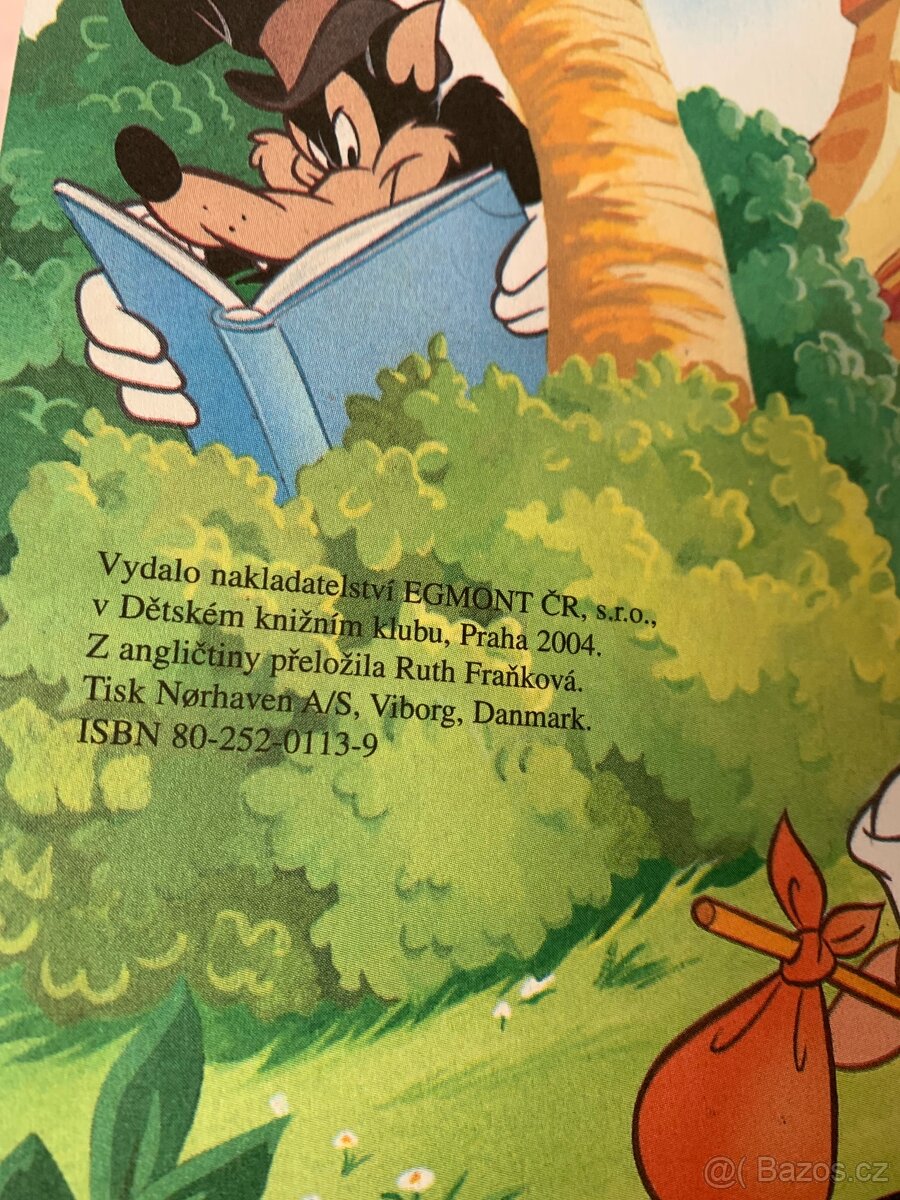 Vydalo nakladatelství EGMONT ČR, s.r.o.,
v Dětském knižním klubu, Praha 2004.
Z angličtiny přeložila Ruth Fraňková.
Tisk Nørhaven A/S, Viborg, Danmark.
ISBN 80-252-0113-9
@( Bazos.cz